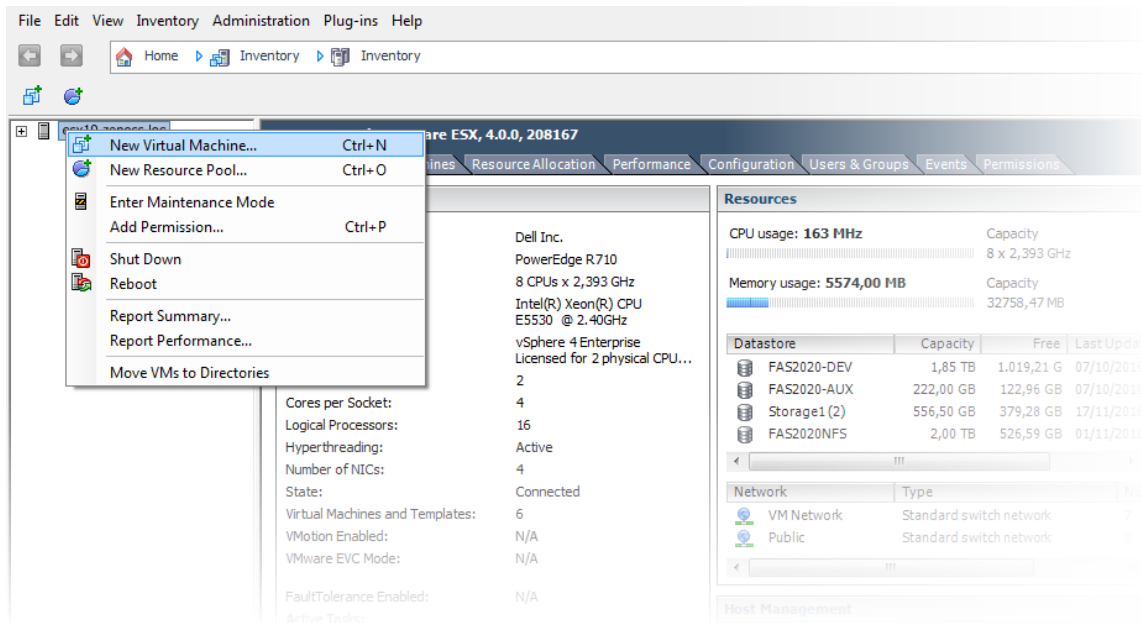 File Edit View Inventory Administration Plug-ins Help
Home Inventory Inventory
New Virtual Machine... Ctrl+N
New Resource Pool... Ctrl+O
Enter Maintenance Mode
Add Permission... Ctrl+P
Shut Down
Reboot
Report Summary...
Report Performance...
Move VMs to Directories
are ESX, 4.0.0, 208167
ines Resource Allocation Performance Configuration Users & Groups Events Permissions
Dell Inc.
PowerEdge R710
8 CPUs x 2,393 GHz
Intel(R) Xeon(R) CPU
E5530 @ 2.40GHz
vSphere 4 Enterprise
Licensed for 2 physical CPU...
2
Cores per Socket: 4
Logical Processors: 16
Hyperthreading: Active
Number of NICs: 4
State: Connected
Virtual Machines and Templates: 6
VMotion Enabled: N/A
VMware EVC Mode: N/A
FaultTolerance Enabled: N/A
Active Tasks:
Resources
CPU usage: 163 MHz Capacity
8 x 2,393 GHz
Memory usage: 5574,00 MB Capacity
32758,47 MB
Datastore Capacity Free Last Upda
FAS2020-DEV 1,85 TB 1.019,21 G 07/10/201
FAS2020-AUX 222,00 GB 122,96 GB 07/10/201
Storage1 (2) 556,50 GB 379,28 GB 17/11/201
FAS2020NFS 2,00 TB 526,59 GB 01/11/201
Network Type
VM Network Standard switch network
Public Standard switch network
Host Management